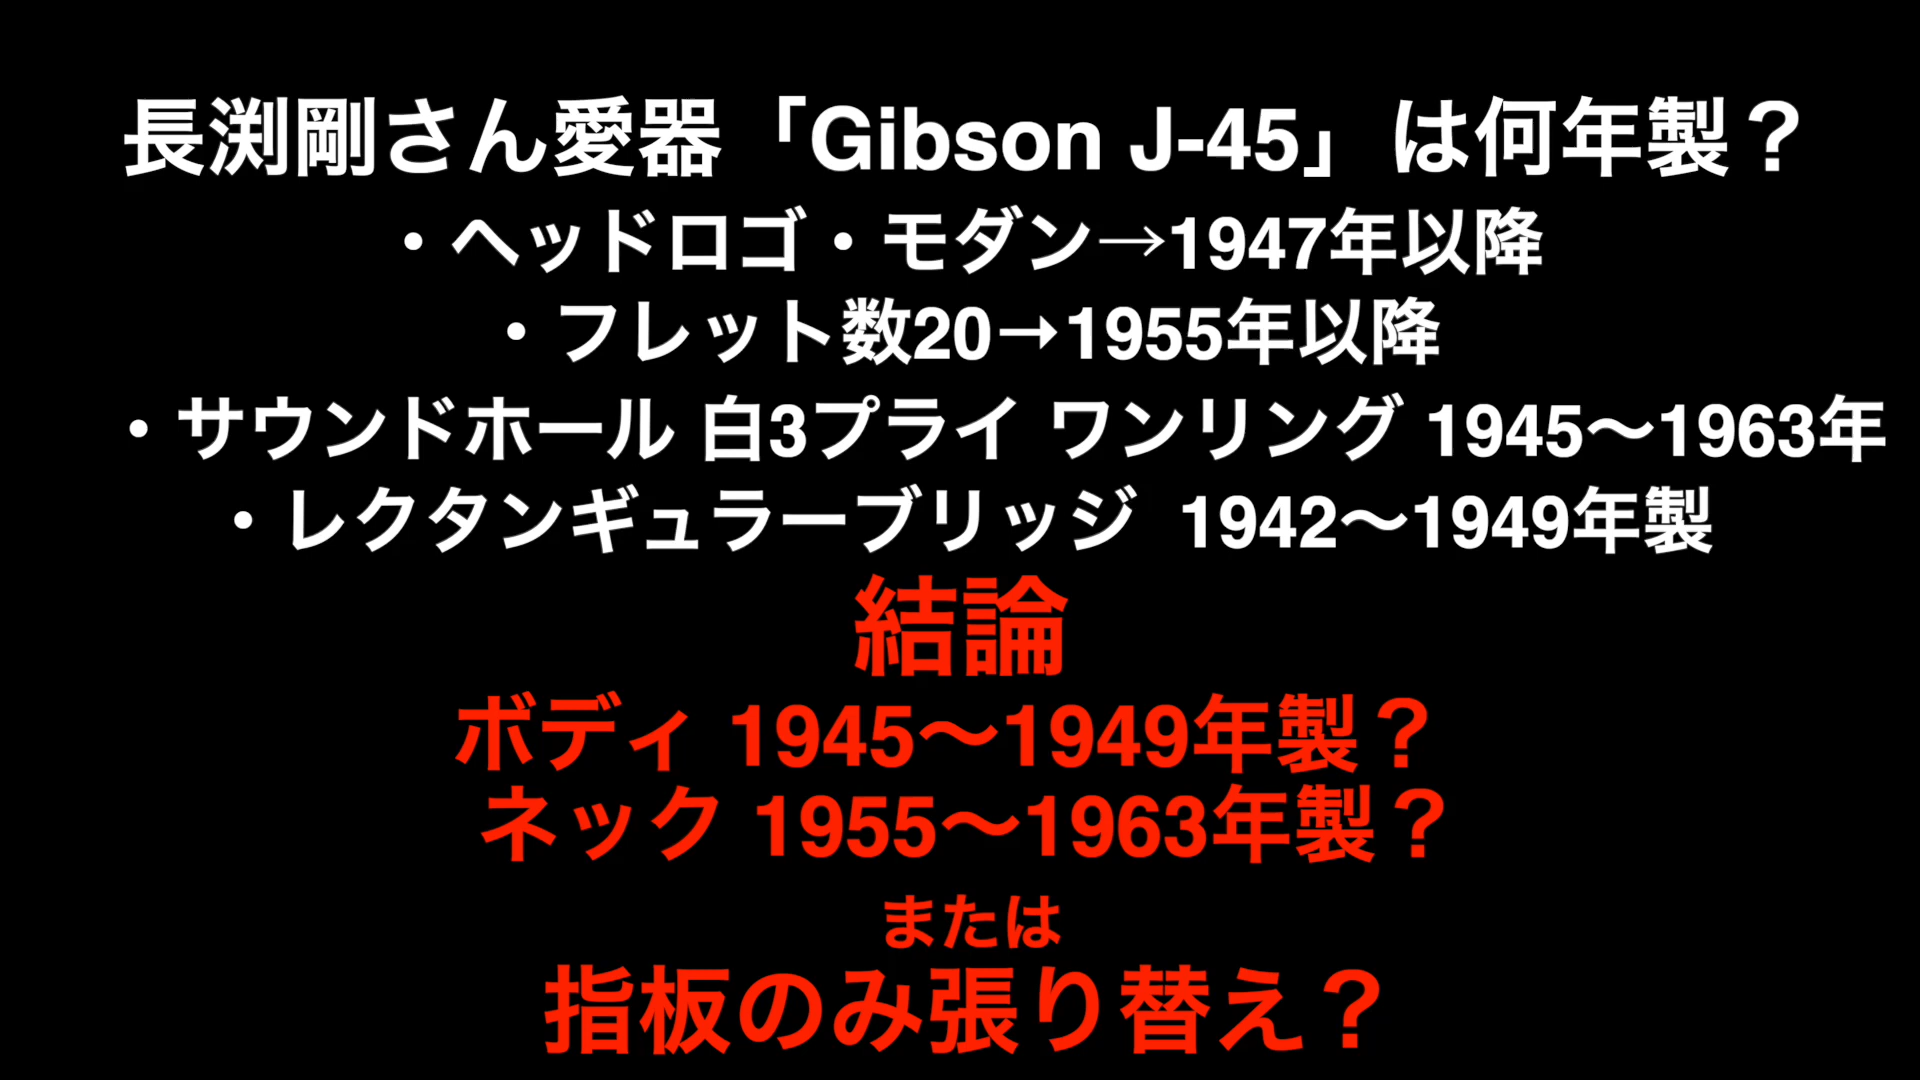 長渕剛さん愛器「Gibson J-45」は何年製？
・ヘッドロゴ・モダン→1947年以降
・フレット数20→1955年以降
・サウンドホール 白3プライ ワンリング 1945〜1963年
・レクタンギュラーブリッジ 1942〜1949年製
結論
ボディ 1945〜1949年製？
ネック 1955〜1963年製？
または
指板のみ張り替え？